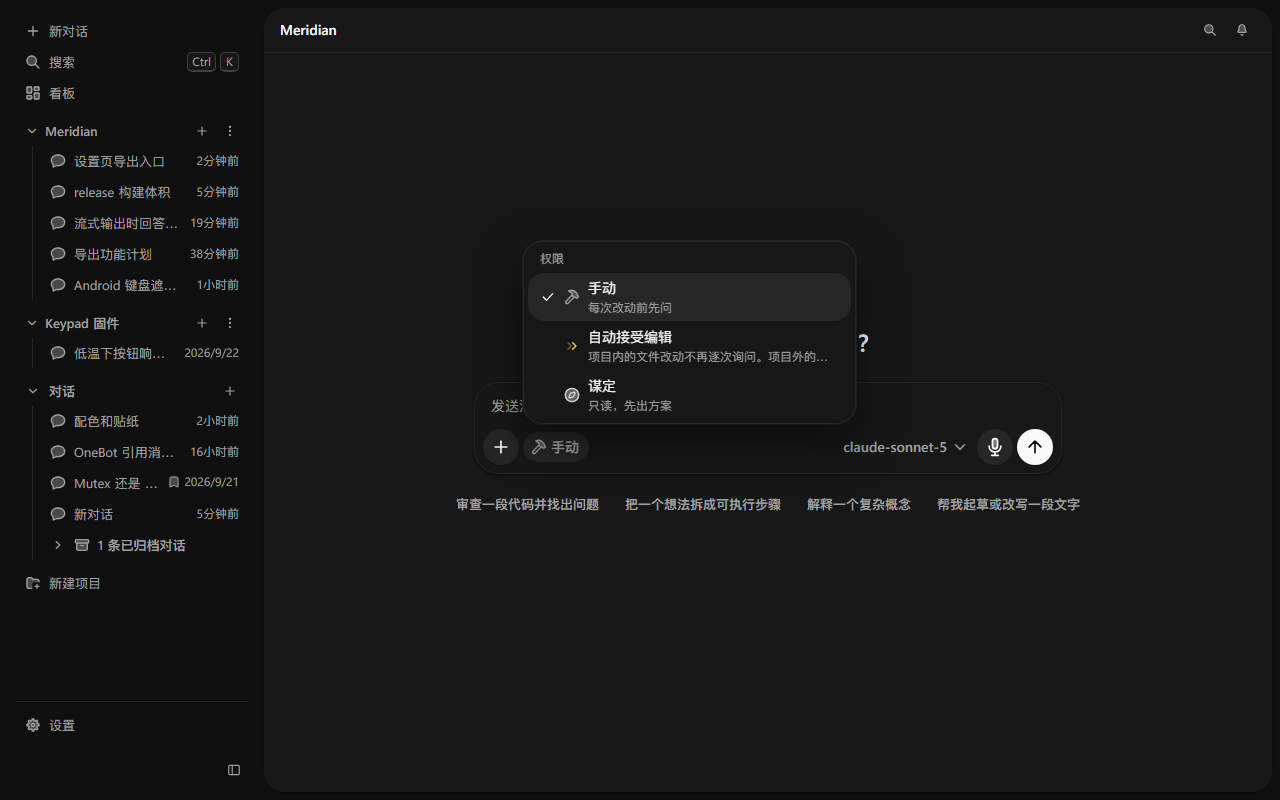 新对话
搜索 Ctrl K
看板
Meridian
设置页导出入口 2分钟前
release 构建体积 5分钟前
流式输出时回答… 19分钟前
导出功能计划 38分钟前
Android 键盘遮… 1小时前
Keypad 固件
低温下按钮响… 2026/9/22
对话
配色和贴纸 2小时前
OneBot 引用消… 16小时前
Mutex 还是 … 2026/9/21
新对话 5分钟前
1 条已归档对话
新建项目
设置
Meridian
权限
手动
每次改动前先问
自动接受编辑
项目内的文件改动不再逐次询问。项目外的…
谋定
只读，先出方案
?
发送
手动 claude-sonnet-5
审查一段代码并找出问题 把一个想法拆成可执行步骤 解释一个复杂概念 帮我起草或改写一段文字